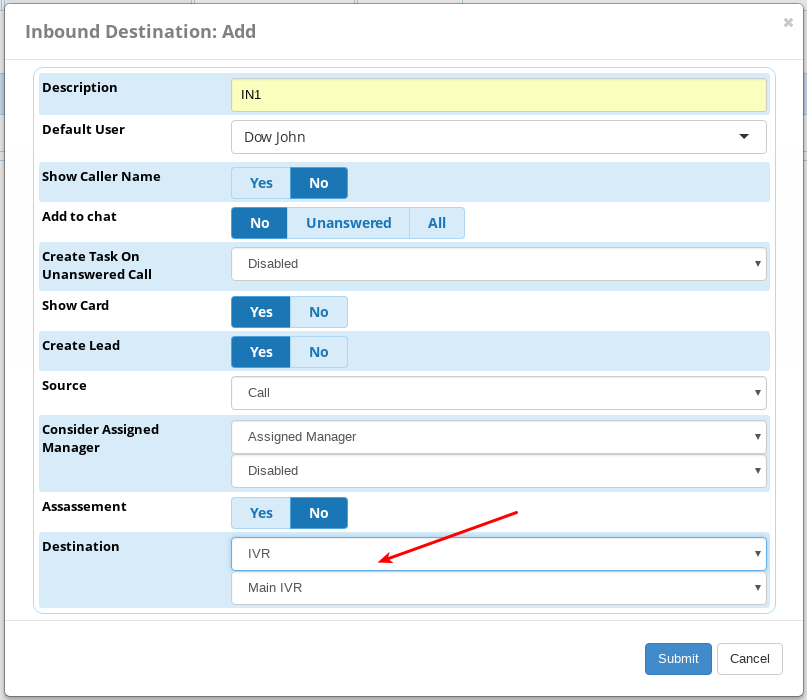 Inbound Destination: Add
×
Description
IN1
Default User
Dow John
Show Caller Name
Yes No
Add to chat
No Unanswered All
Create Task On
Unanswered Call
Disabled
Show Card
Yes No
Create Lead
Yes No
Source
Call
Consider Assigned
Manager
Assigned Manager
Disabled
Assassement
Yes No
Destination
IVR
Main IVR
Submit Cancel